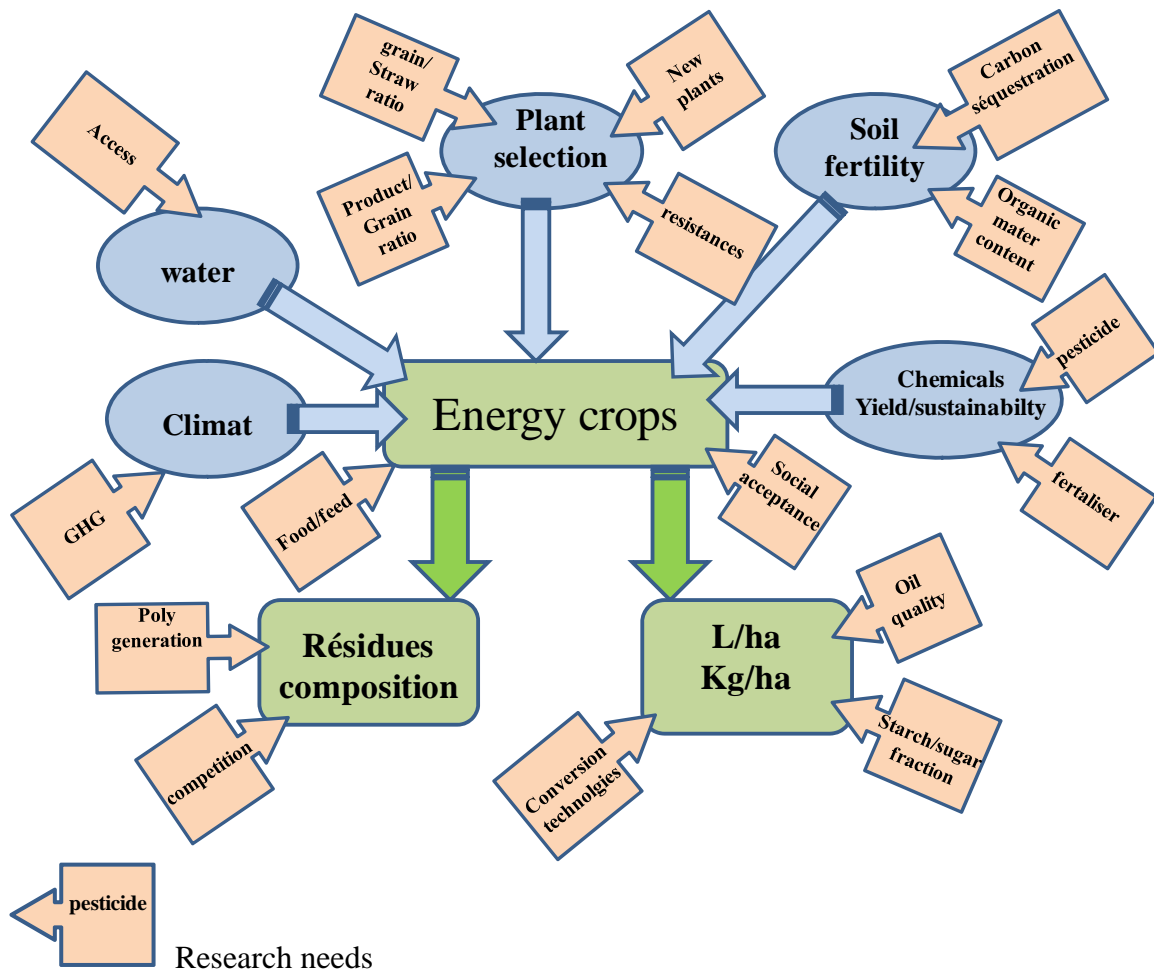 grain/
Straw
ratio
New
plants
Carbon
séquestration
Access
Plant
selection
Soil
fertility
Product/
Grain
ratio
resistances
Organic
mater
content
water
pesticide
Chemicals
Yield/sustainabilty
Energy crops
Climat
GHG
Food/feed
Social
acceptance
fertaliser
Oil
quality
Poly
generation
Résidues
composition
L/ha
Kg/ha
competition
Conversion
technolgies
Starch/sugar
fraction
pesticide
Research needs